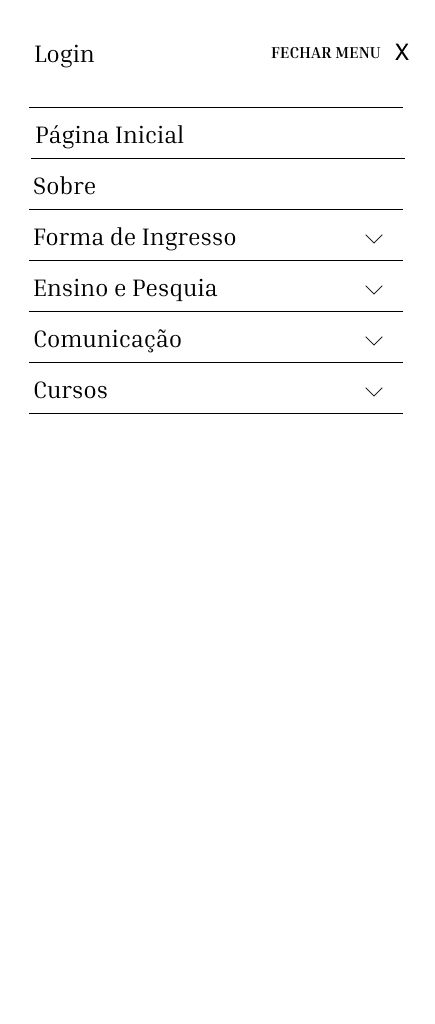 Login
FECHAR MENU X
Página Inicial
Sobre
Forma de Ingresso
Ensino e Pesquia
Comunicação
Cursos